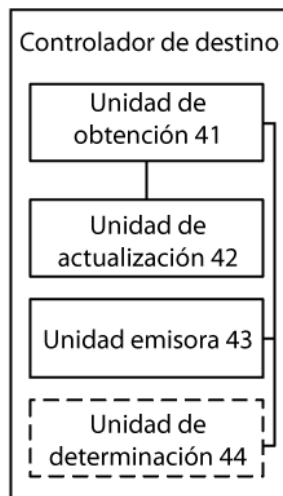 Controlador de destino
Unidad de
obtención 41
Unidad de
actualización 42
Unidad emisora 43
Unidad de
determinación 44